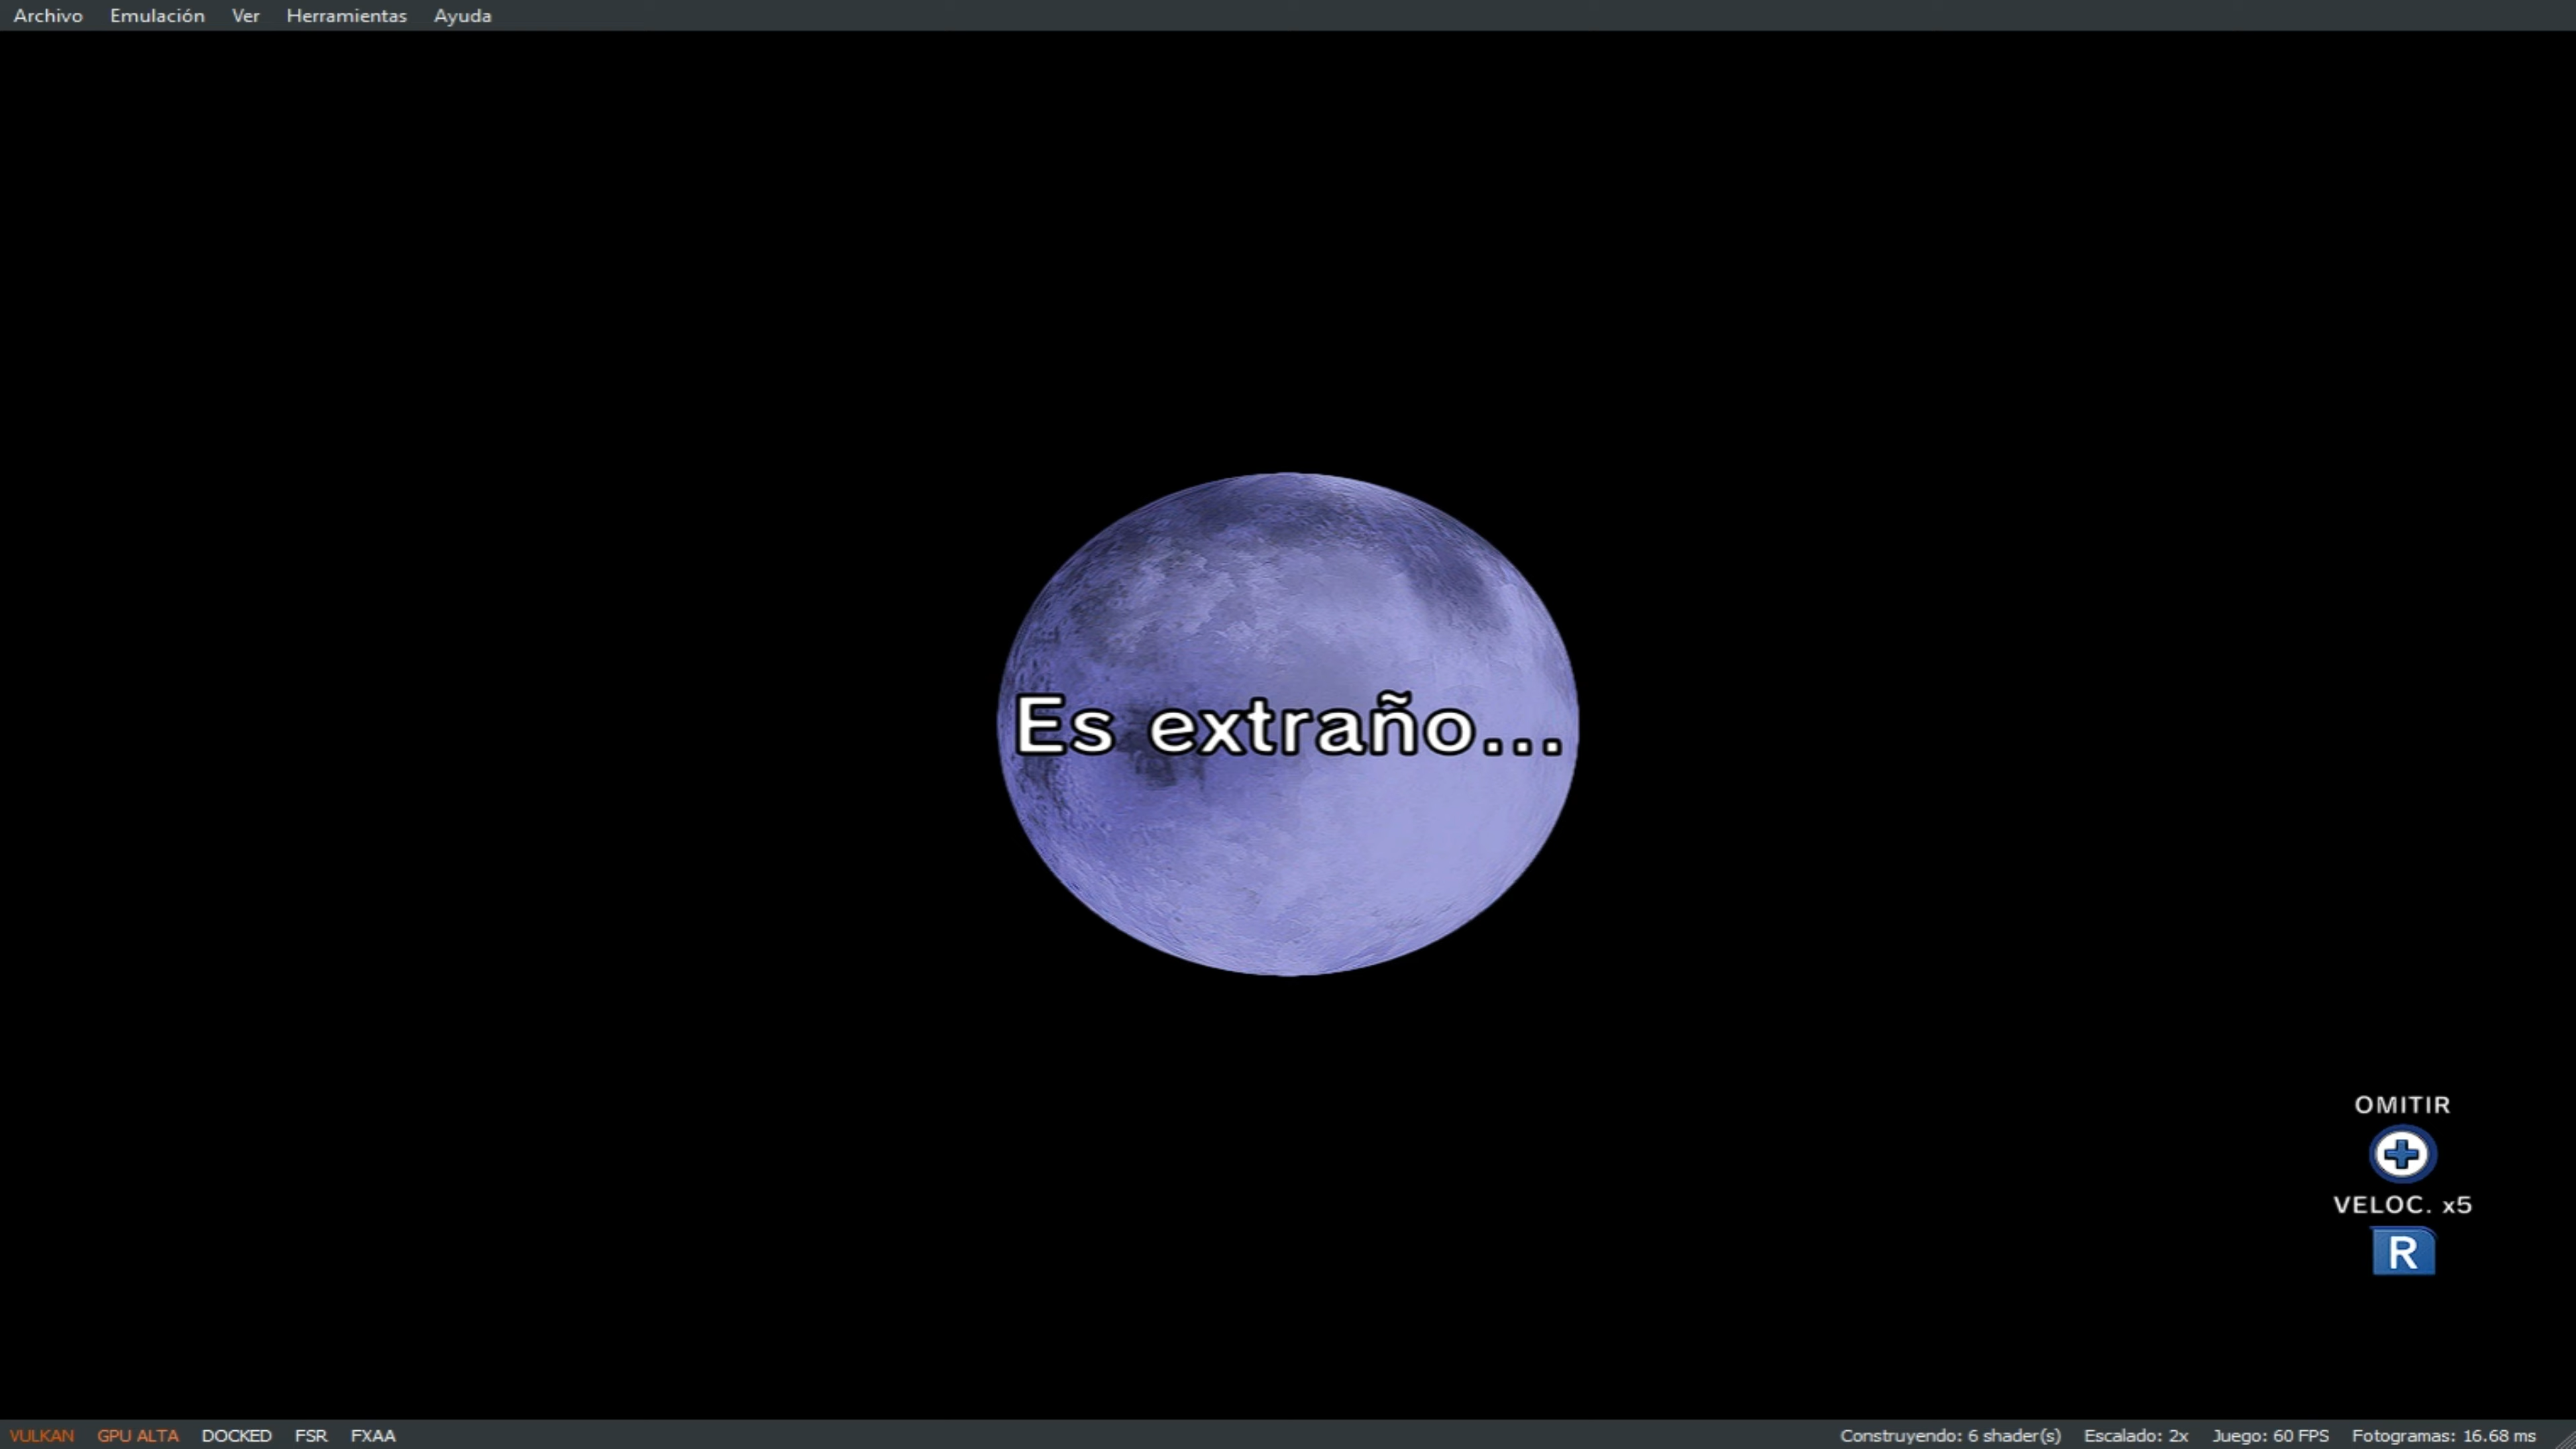 Archivo Emulación Ver Herramientas Ayuda
Es extraño...
OMITIR
VELOC. x5
R
VULKAN GPU ALTA DOCKED FSR FXAA Construyendo: 6 shader(s) Escalado: 2x Juego: 60 FPS Fotogramas: 16.68 ms